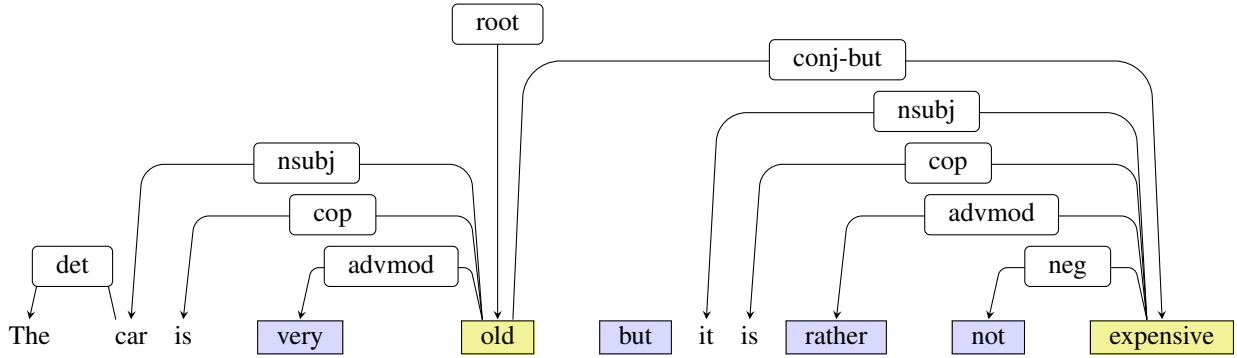 root
conj-but
nsubj
nsubj
cop
cop
advmod
det
advmod
neg
The car is very old but it is rather not expensive